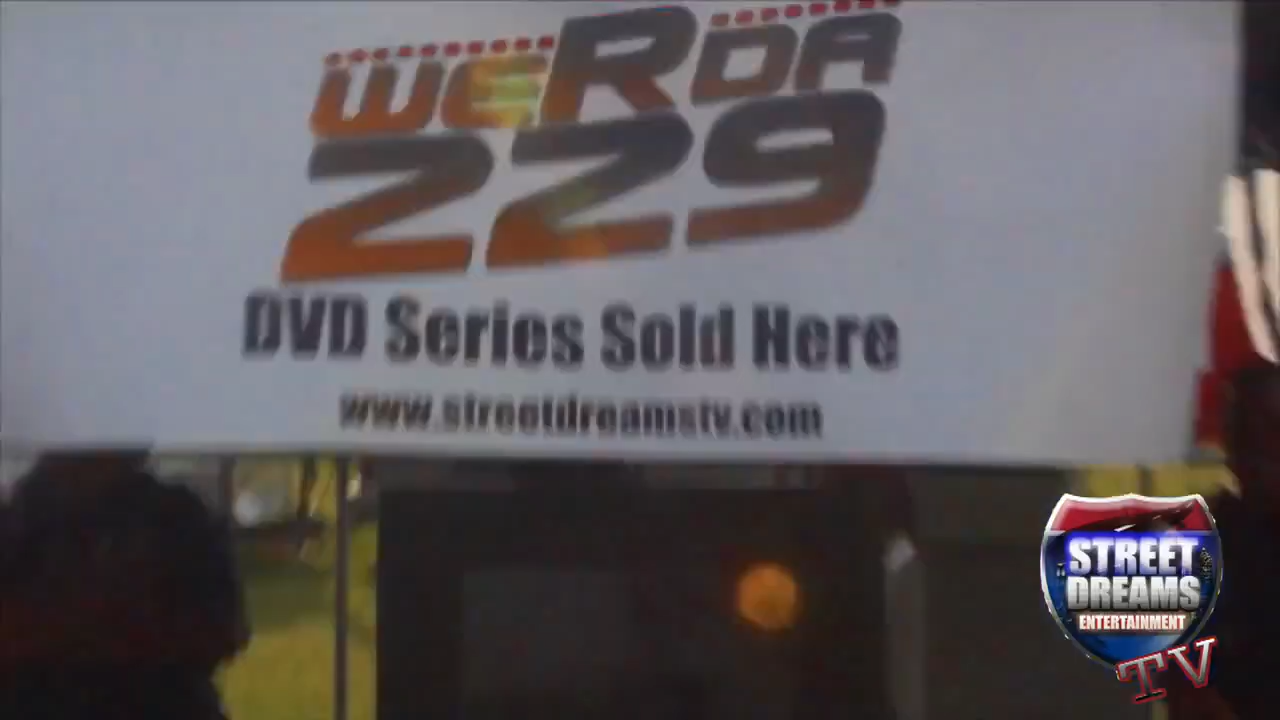 weRDA
229
DVD Series Sold Here
www.streetdreamstv.com
STREET
DREAMS
ENTERTAINMENT
TV